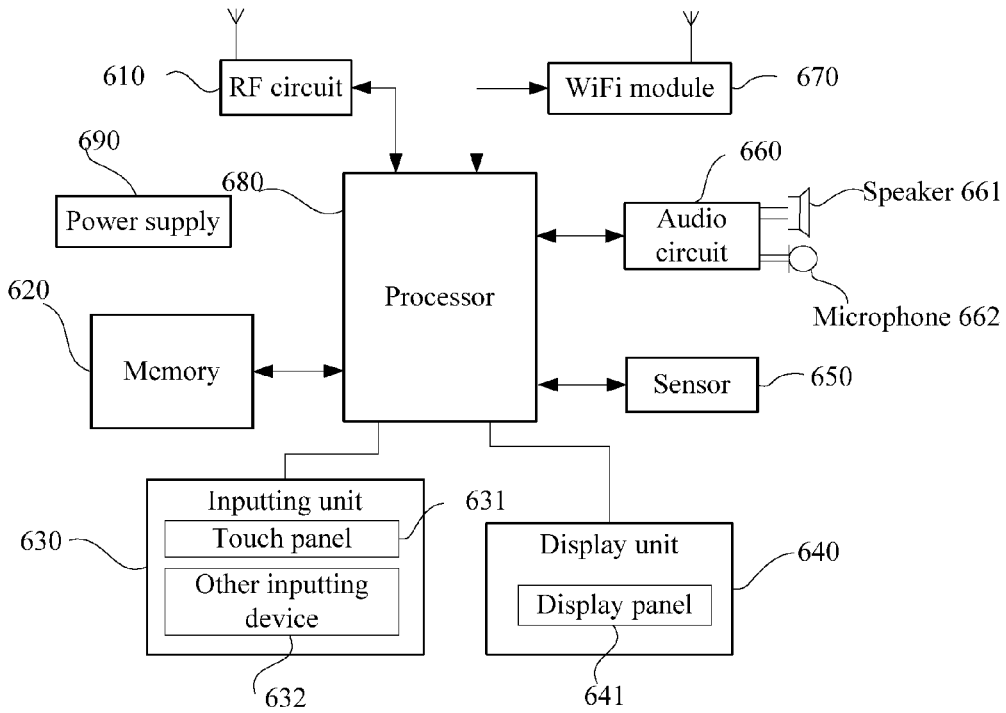 610
RF circuit
WiFi module
670
690
Power supply
680
660
Speaker 661
Audio
circuit
Processor
Microphone 662
620
Memory
Sensor
650
Inputting unit
631
Touch panel
630
Other inputting
device
632
Display unit
640
Display panel
641